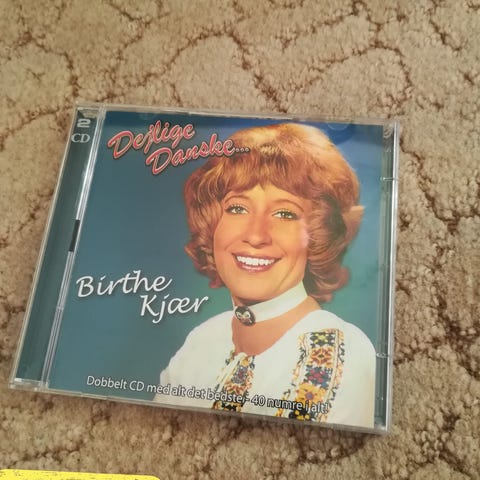 2
CD
Dejlige
Danske...
Birthe
Kjær
Dobbelt CD med alt det bedste - 40 numre i alt!